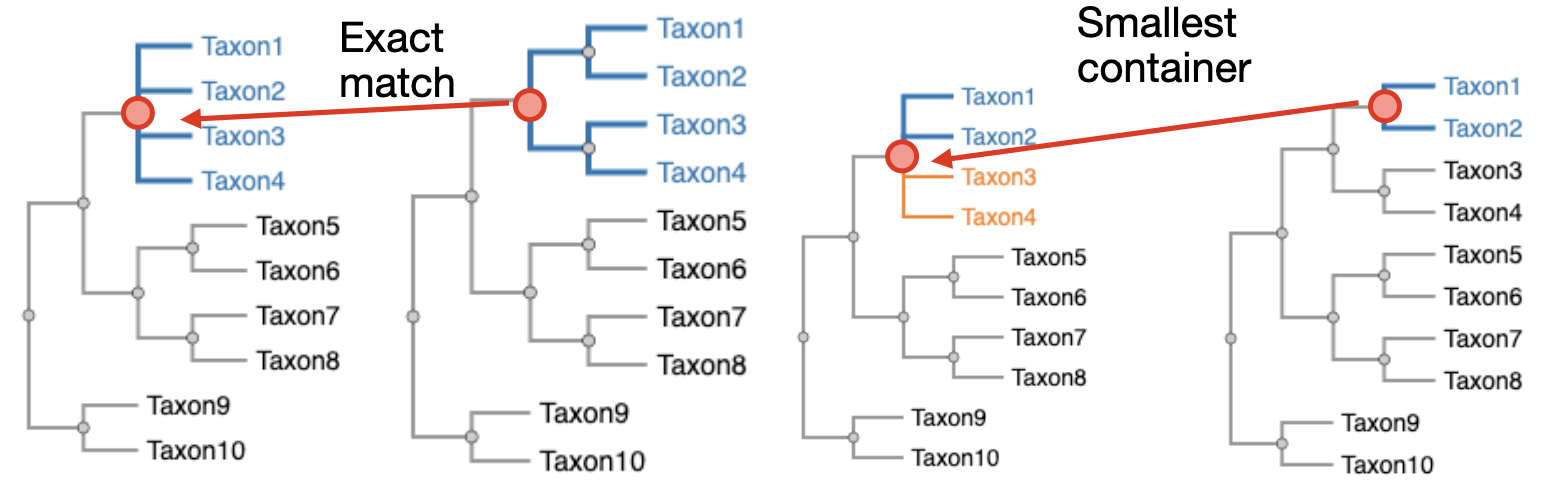 Exact
match
Taxon1
Taxon2
Taxon3
Taxon4
Taxon5
Taxon6
Taxon7
Taxon8
Taxon9
Taxon10
Taxon1
Taxon2
Taxon3
Taxon4
Taxon5
Taxon6
Taxon7
Taxon8
Taxon9
Taxon10
Smallest
container
Taxon1
Taxon2
Taxon3
Taxon4
Taxon5
Taxon6
Taxon7
Taxon8
Taxon9
Taxon10
Taxon1
Taxon2
Taxon3
Taxon4
Taxon5
Taxon6
Taxon7
Taxon8
Taxon9
Taxon10